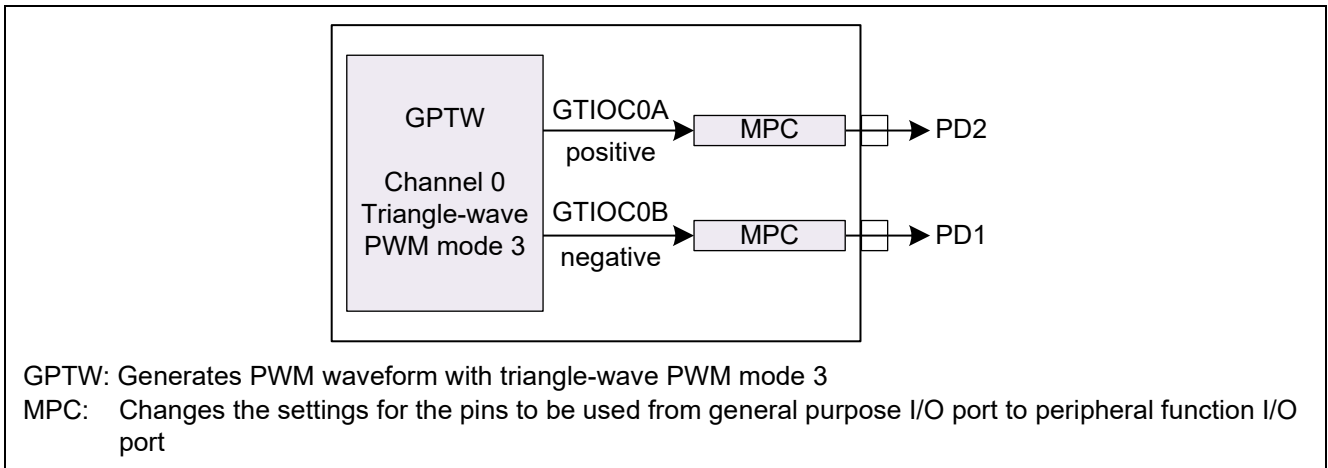 GPTW
Channel 0
Triangle-wave
PWM mode 3
GTIOC0A
positive
MPC
PD2
GTIOC0B
negative
MPC
PD1
GPTW: Generates PWM waveform with triangle-wave PWM mode 3
MPC: Changes the settings for the pins to be used from general purpose I/O port to peripheral function I/O
port